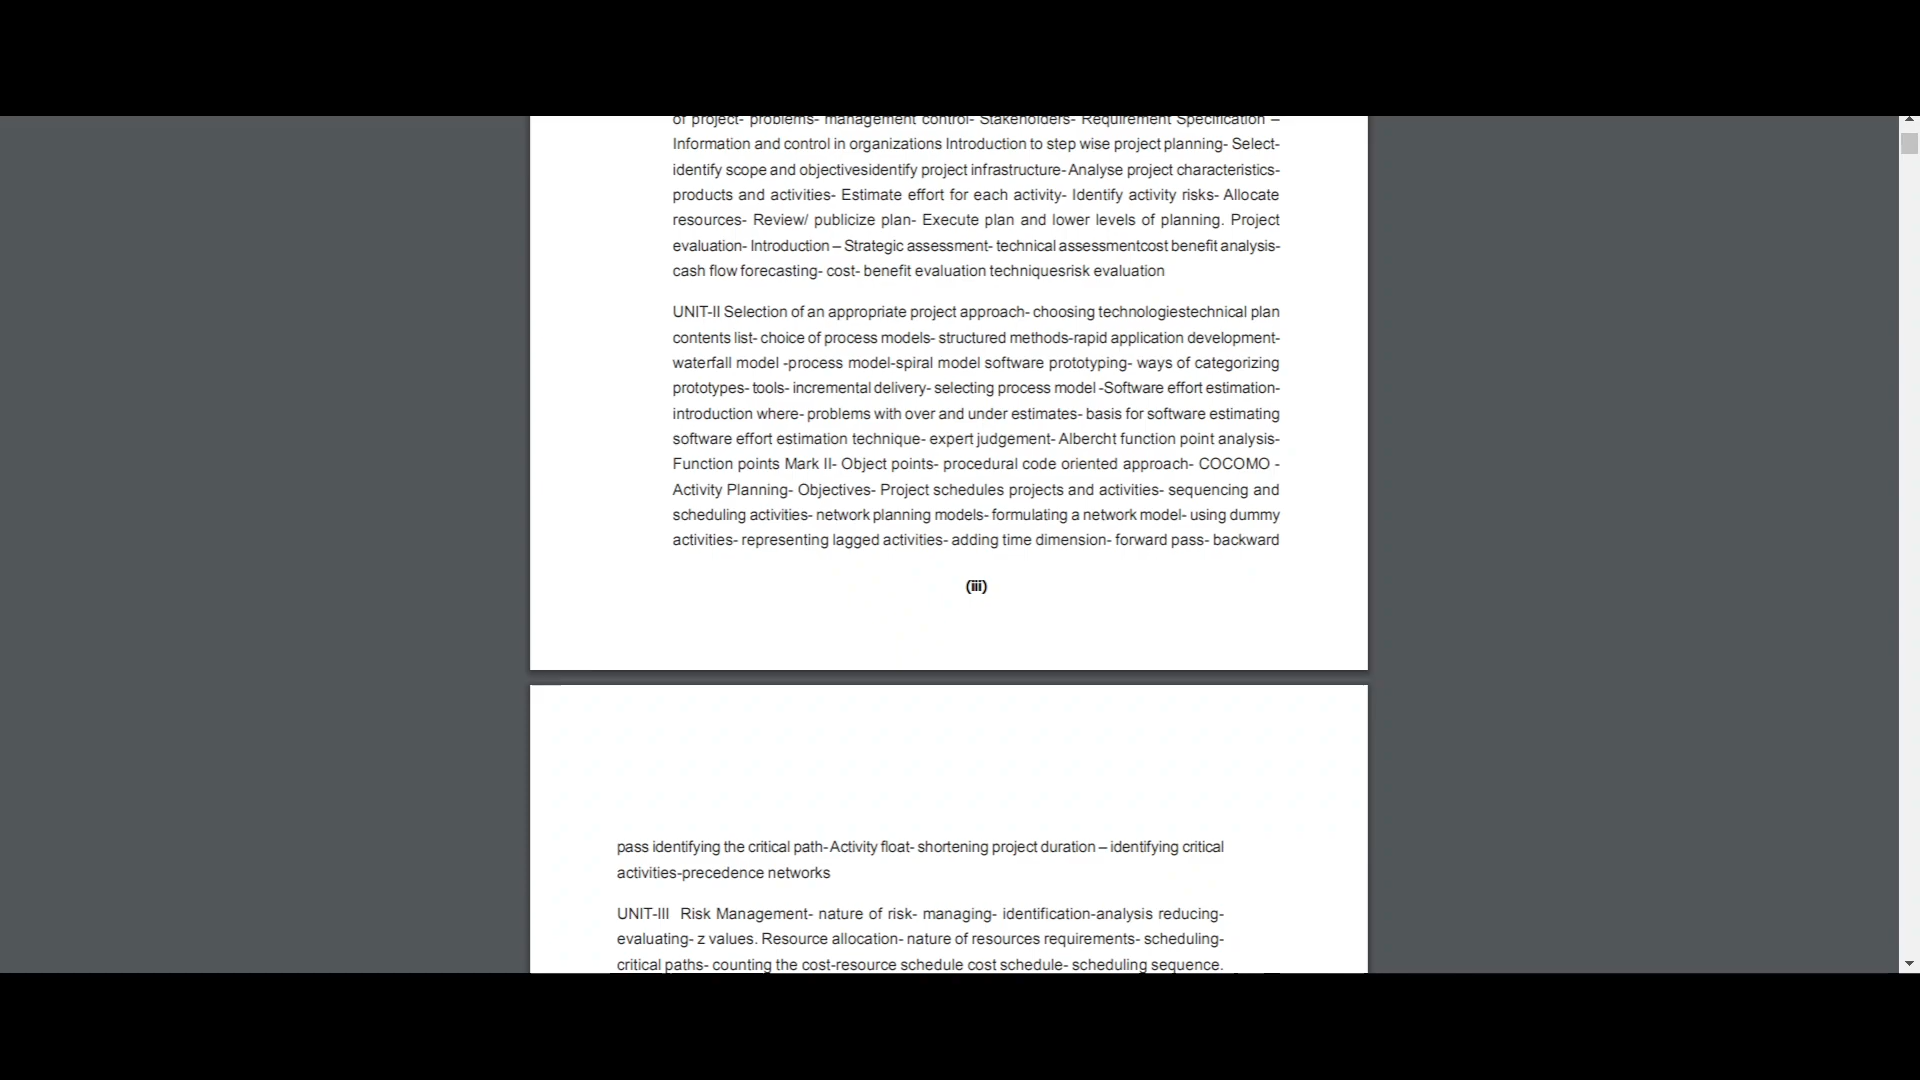 of project- problems- management control- Stakeholders- Requirement Specification –
Information and control in organizations Introduction to step wise project planning- Select-
identify scope and objectivesidentify project infrastructure- Analyse project characteristics-
products and activities- Estimate effort for each activity- Identify activity risks- Allocate
resources- Review/ publicize plan- Execute plan and lower levels of planning. Project
evaluation- Introduction – Strategic assessment- technical assessmentcost benefit analysis-
cash flow forecasting- cost- benefit evaluation techniquesrisk evaluation
UNIT-II Selection of an appropriate project approach- choosing technologiestechnical plan
contents list- choice of process models- structured methods-rapid application development-
waterfall model -process model-spiral model software prototyping- ways of categorizing
prototypes- tools- incremental delivery- selecting process model -Software effort estimation-
introduction where- problems with over and under estimates- basis for software estimating
software effort estimation technique- expert judgement- Albercht function point analysis-
Function points Mark II- Object points- procedural code oriented approach- COCOMO -
Activity Planning- Objectives- Project schedules projects and activities- sequencing and
scheduling activities- network planning models- formulating a network model- using dummy
activities- representing lagged activities- adding time dimension- forward pass- backward
(iii)
pass identifying the critical path- Activity float- shortening project duration – identifying critical
activities-precedence networks
UNIT-III Risk Management- nature of risk- managing- identification-analysis reducing-
evaluating- z values. Resource allocation- nature of resources requirements- scheduling-
critical paths- counting the cost-resource schedule cost schedule- scheduling sequence.